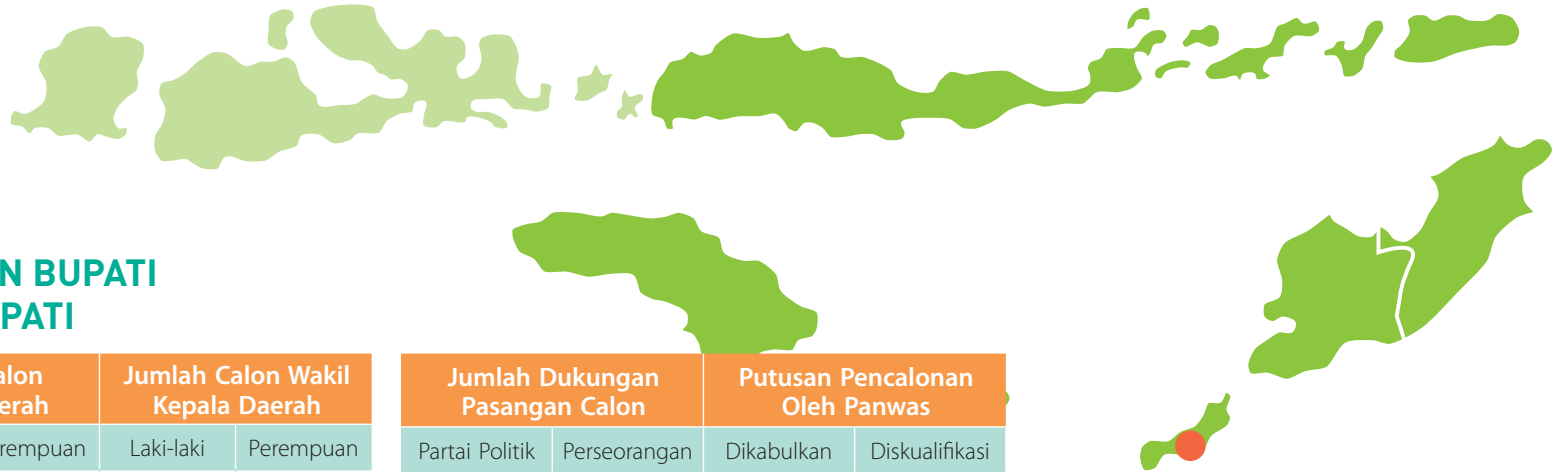 N BUPATI
PATI
alon
erah
Jumlah Calon Wakil
Kepala Daerah
rempuan
Laki-laki
Perempuan
Jumlah Dukungan
Pasangan Calon
Putusan Pencalonan
Oleh Panwas
Partai Politik
Perseorangan
Dikabulkan
Diskualifikasi